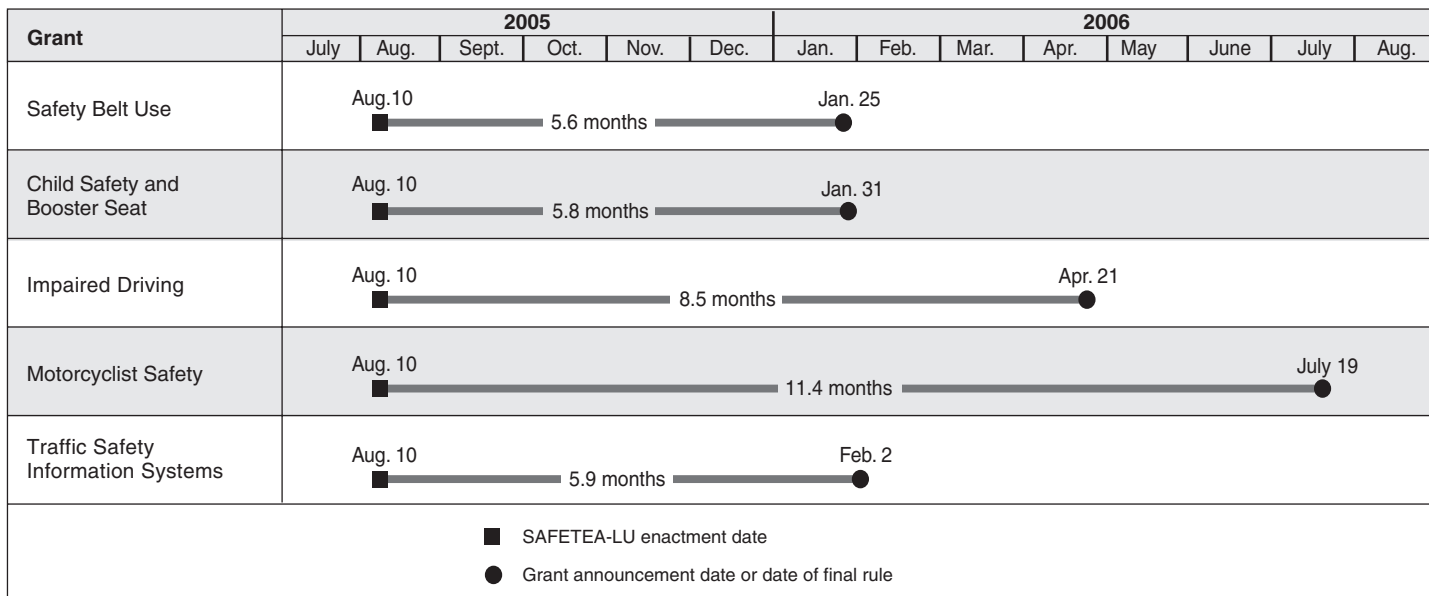 Grant
2005 2006
July Aug. Sept. Oct. Nov. Dec. Jan. Feb. Mar. Apr. May June July Aug.
Safety Belt Use
Aug.10
5.6 months
Jan. 25
Child Safety and
Booster Seat
Aug. 10
5.8 months
Jan. 31
Impaired Driving
Aug. 10
8.5 months
Apr. 21
Motorcyclist Safety
Aug. 10
11.4 months
July 19
Traffic Safety
Information Systems
Aug. 10
5.9 months
Feb. 2
SAFETEA-LU enactment date
Grant announcement date or date of final rule